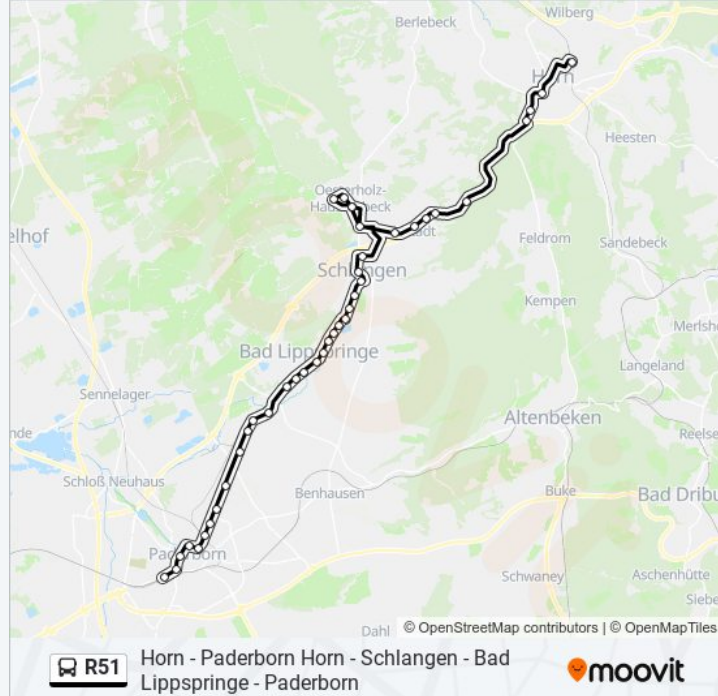 Wilberg
Berlebeck
Horn
Heesten
Oesterholz-
elhof
Feldrom
Sandebeck
Schlangen
Kempen
Merlsh
Bad Lippspringe
Langeland
Sennelager
Altenbeken
nde
Reelse
Schloß Neuhaus
Benhausen
Buke
Bad Dribu
Paderborn
Schwaney
Aschenhütte
Siebe
Dahl
© OpenStreetMap contributors | © OpenMapTiles
R51
Horn - Paderborn Horn - Schlangen - Bad
Lippspringe - Paderborn
moovit